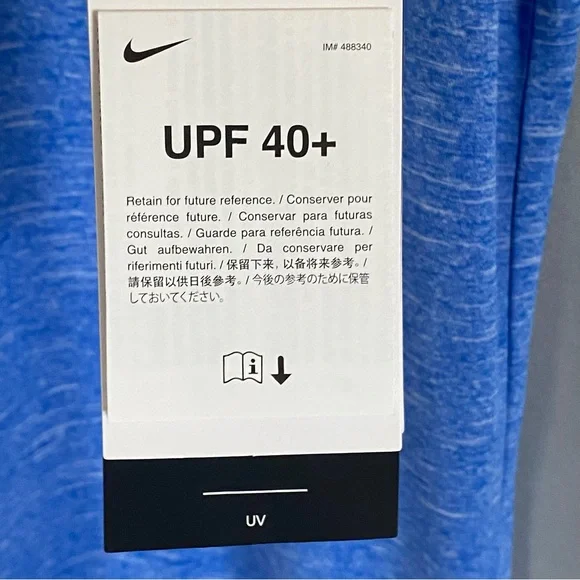 IM# 488340
UPF 40+
Retain for future reference. / Conserver pour
référence future. / Conservar para futuras
consultas. / Guarde para referência futura. /
Gut aufbewahren. / Da conservare per
riferimenti futuri. / 保留下来, 以备将来参考。/
請保留以供日後參考。/ 今後の参考のために保管
しておいてください。
i
UV